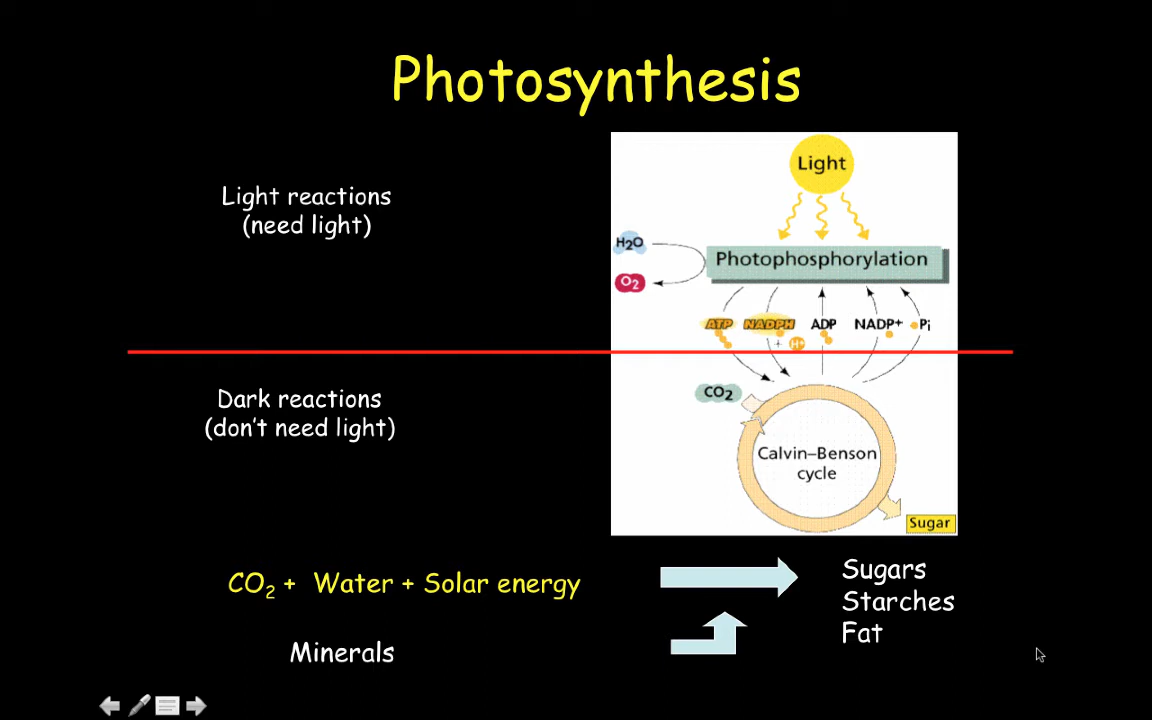 Photosynthesis
Light reactions
(need light)
Light
H2O
Photophosphorylation
O2
ATP NADPH ADP NADP+ Pi
+ H+
Dark reactions
(don't need light)
CO2
Calvin–Benson
cycle
Sugar
CO2 + Water + Solar energy
Sugars
Starches
Fat
Minerals